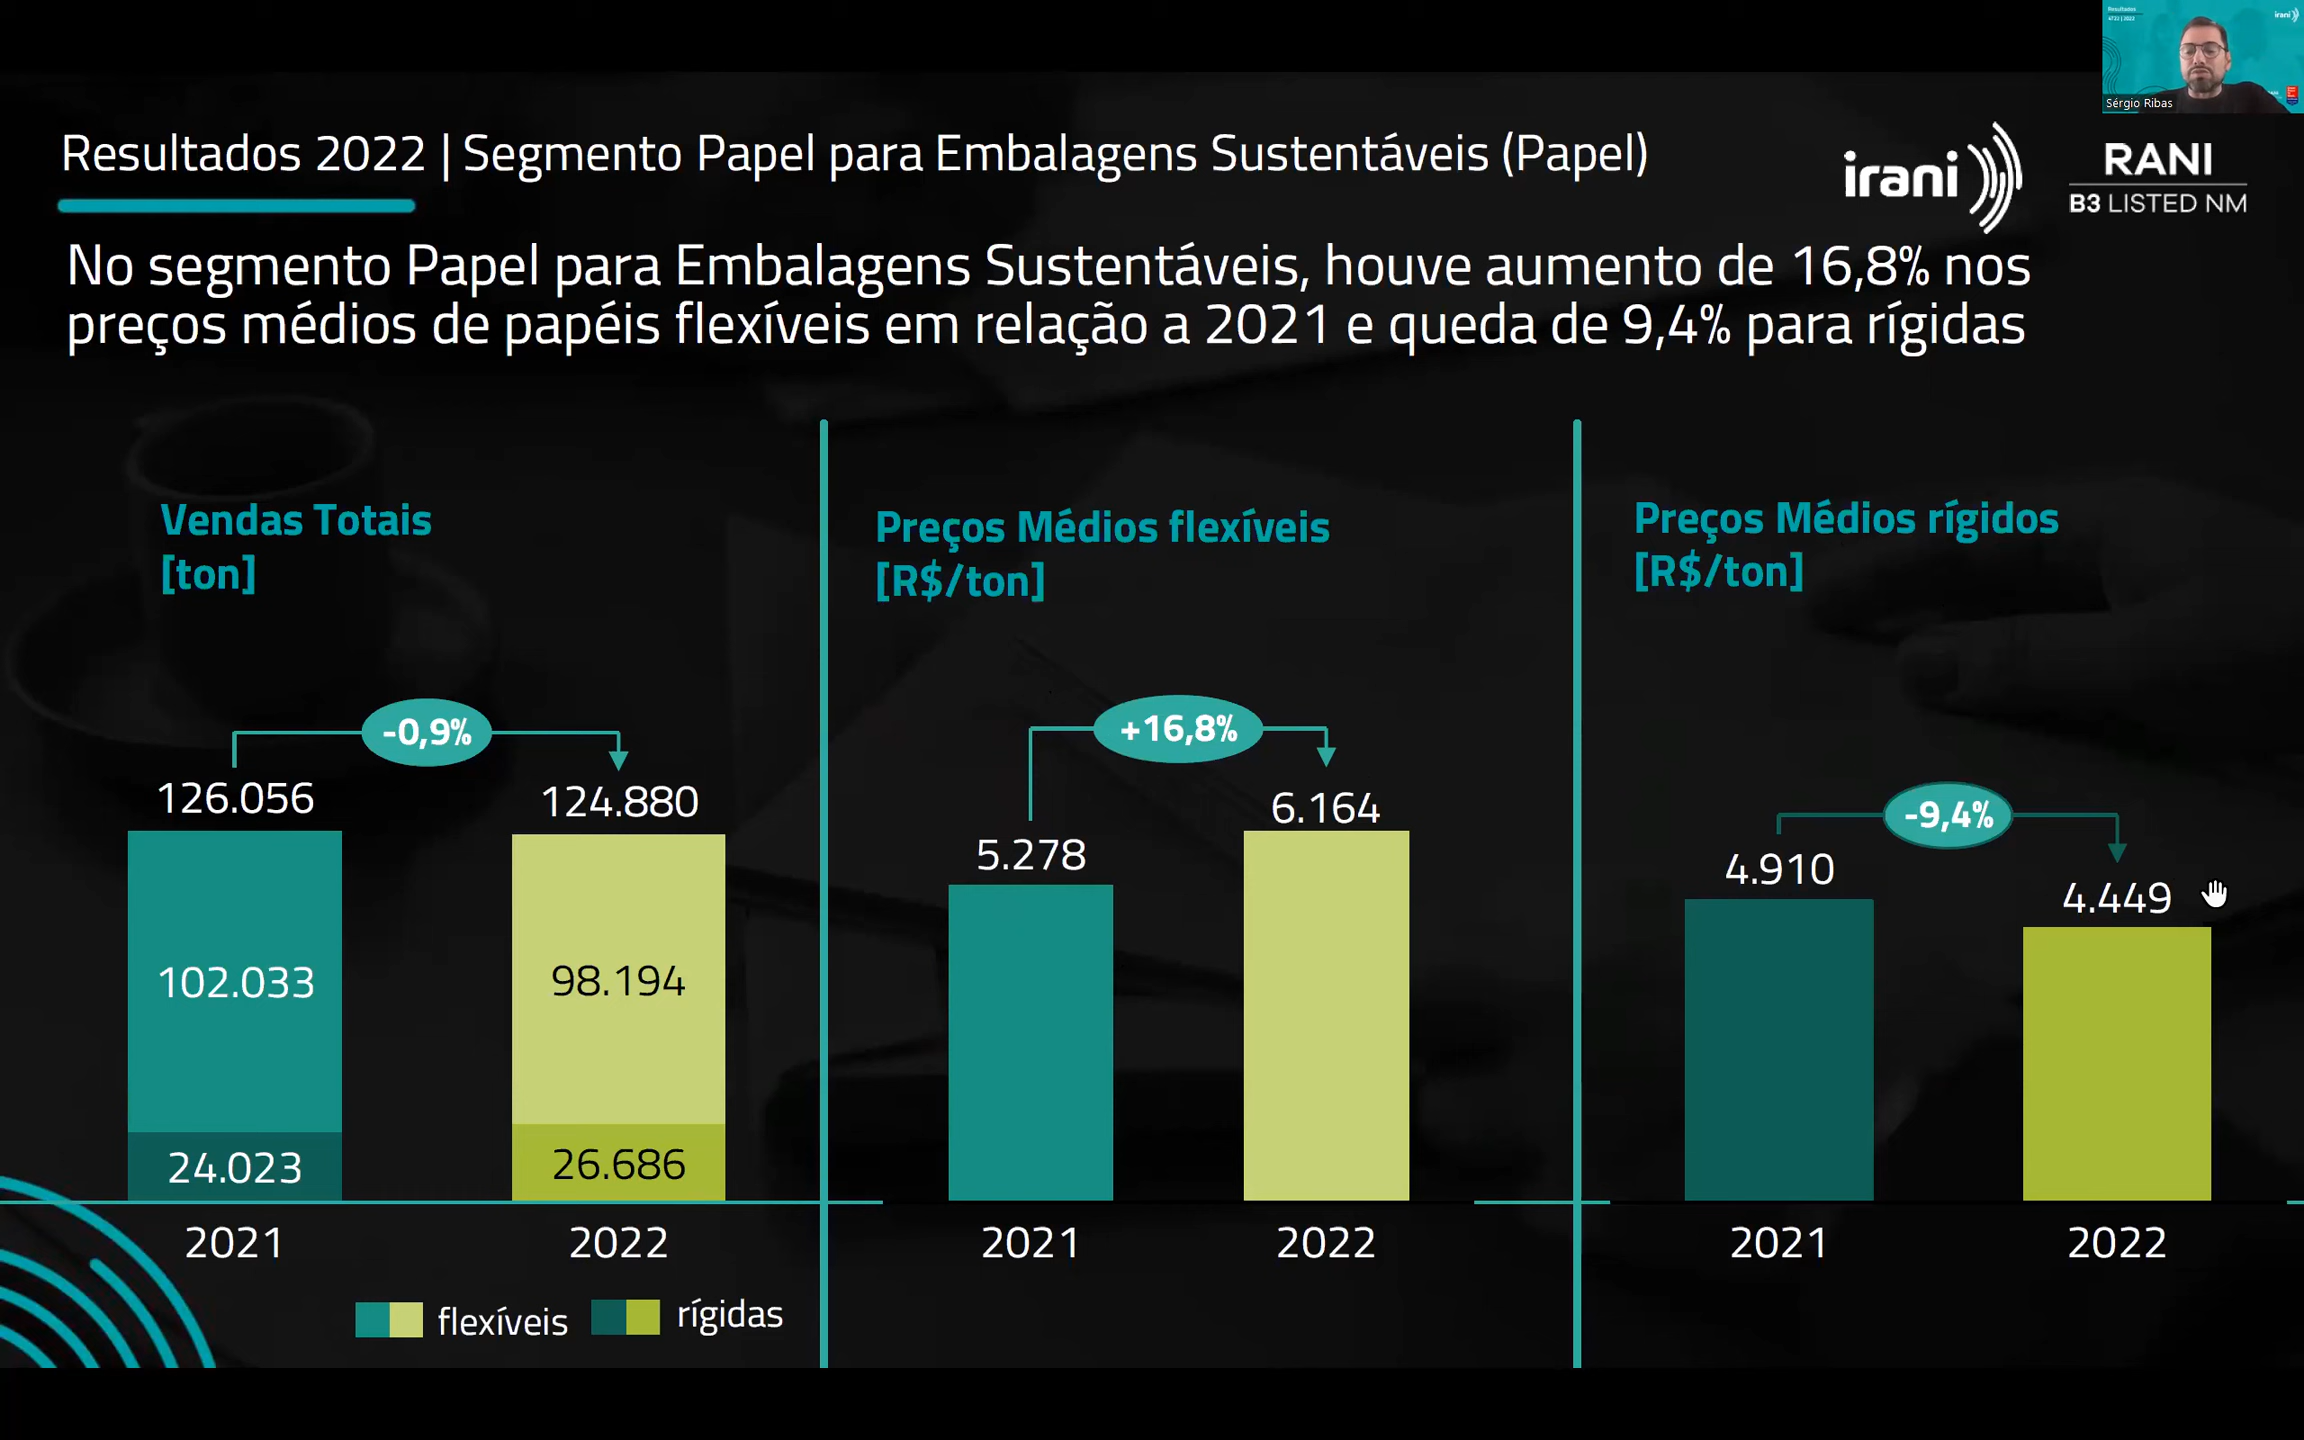 Resultados
4T22 | 2022
irani
Sérgio Ribas
Resultados 2022 | Segmento Papel para Embalagens Sustentáveis (Papel)
irani
RANI
B3 LISTED NM
No segmento Papel para Embalagens Sustentáveis, houve aumento de 16,8% nos
preços médios de papéis flexíveis em relação a 2021 e queda de 9,4% para rígidas
Vendas Totais
[ton]
-0,9%
126.056
124.880
102.033
98.194
24.023
26.686
2021
2022
flexíveis
rígidas
Preços Médios flexíveis
[R$/ton]
+16,8%
5.278
6.164
2021
2022
Preços Médios rígidos
[R$/ton]
-9,4%
4.910
4.449
2021
2022